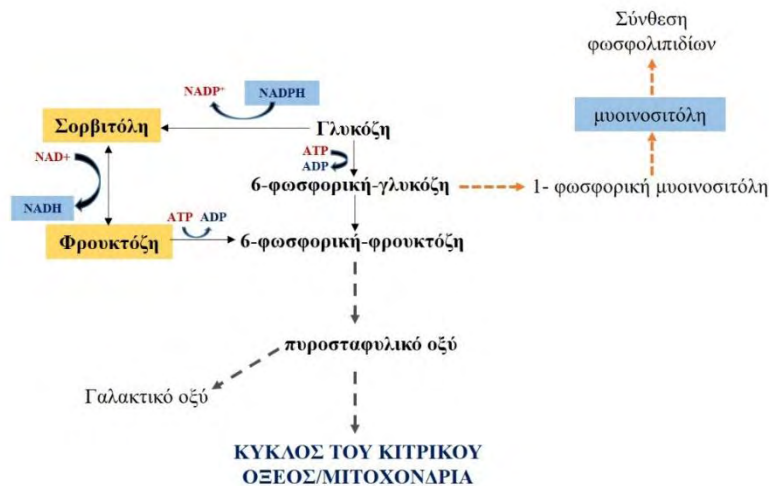 Σύνθεση
φωσφολιπιδίων
NADP⁺
NADPH
μυοινοσιτόλη
Σορβιτόλη
Γλυκόζη
NAD+
ATP
ADP
6-φωσφορική-γλυκόζη
1- φωσφορική μυοινοσιτόλη
NADH
ATP ADP
Φρουκτόζη
6-φωσφορική-φρουκτόζη
πυροσταφυλικό οξύ
Γαλακτικό οξύ
ΚΥΚΛΟΣ ΤΟΥ ΚΙΤΡΙΚΟΥ
ΟΞΕΟΣ/ΜΙΤΟΧΟΝΔΡΙΑ